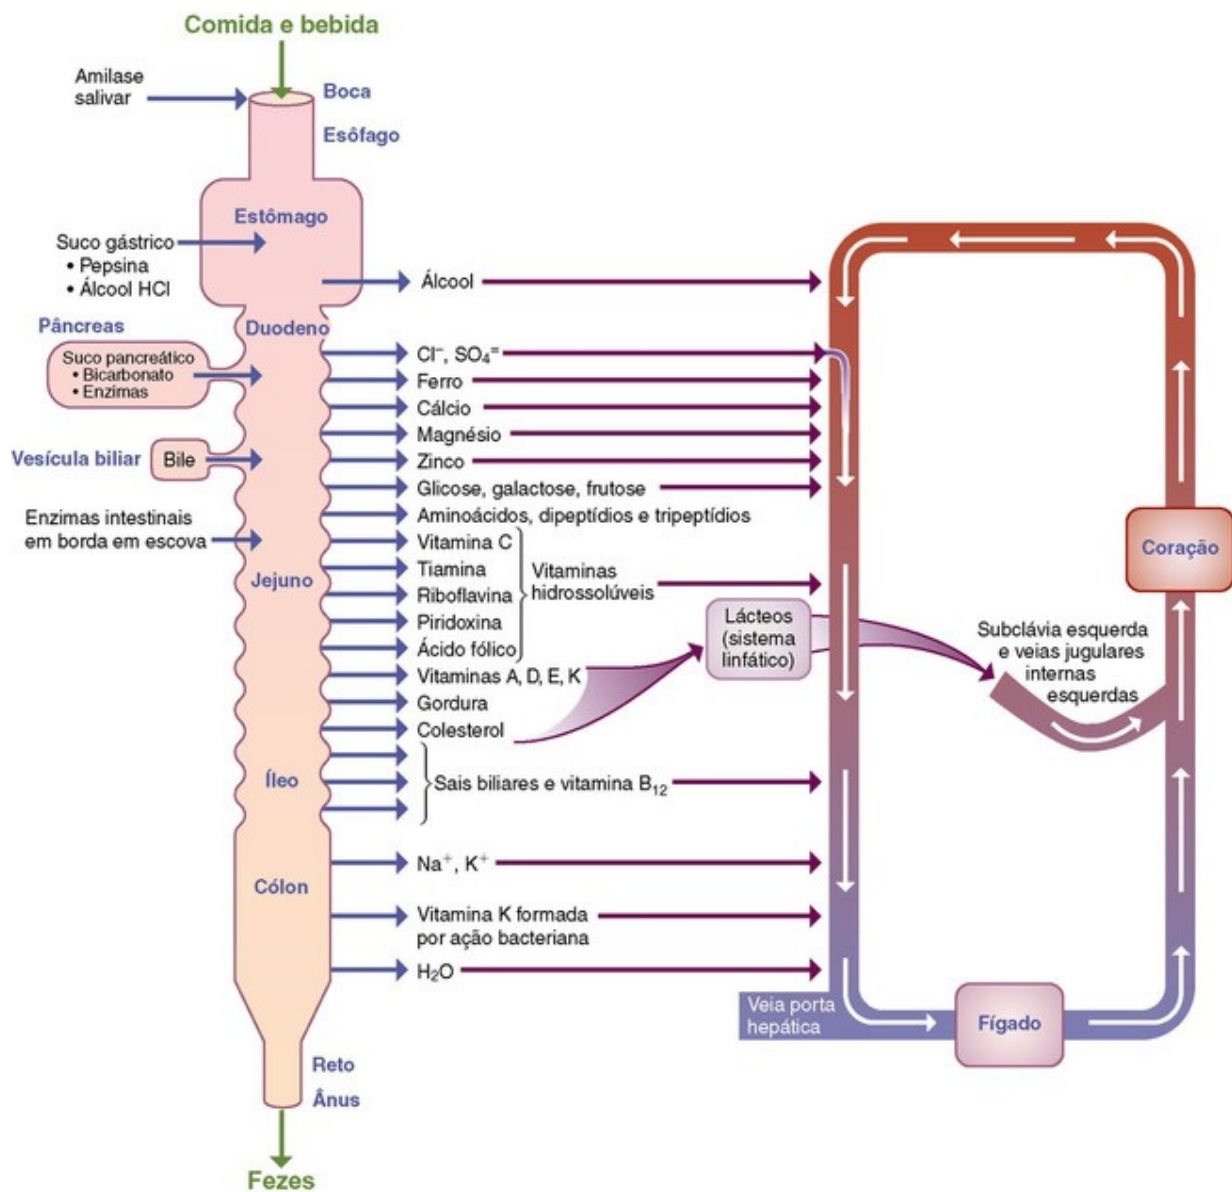 Comida e bebida
Amilase
salivar
Boca
Esôfago
Estômago
Suco gástrico
• Pepsina
• Álcool HCl
Álcool
Pâncreas
Duodeno
Suco pancreático
• Bicarbonato
• Enzimas
Cl⁻, SO₄⁼
Ferro
Cálcio
Magnésio
Vesícula biliar
Bile
Zinco
Glicose, galactose, frutose
Enzimas intestinais
em borda em escova
Aminoácidos, dipeptídios e tripeptídios
Vitamina C
Tiamina
Riboflavina
Piridoxina
Ácido fólico
Vitaminas
hidrossolúveis
Jejuno
Vitaminas A, D, E, K
Gordura
Colesterol
Lácteos
(sistema
linfático)
Subclávia esquerda
e veias jugulares
internas
esquerdas
Coração
Íleo
Sais biliares e vitamina B₁₂
Cólon
Na⁺, K⁺
Vitamina K formada
por ação bacteriana
H₂O
Veia porta
hepática
Fígado
Reto
Ânus
Fezes